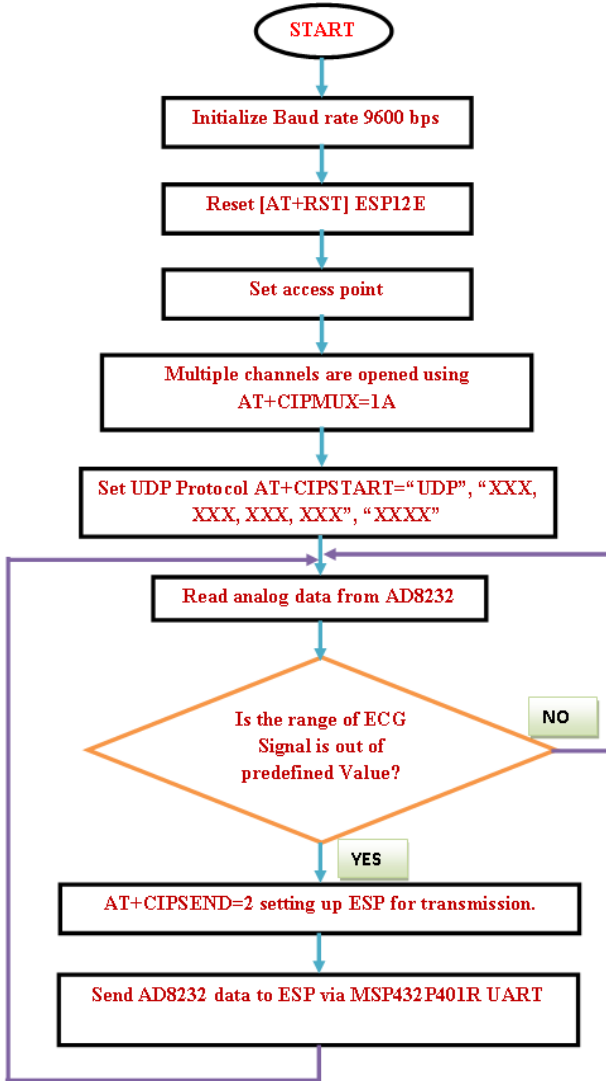 START
Initialize Baud rate 9600 bps
Reset [AT+RST] ESP12E
Set access point
Multiple channels are opened using
AT+CIPMUX=1A
Set UDP Protocol AT+CIPSTART=“UDP”, “XXX,
XXX, XXX, XXX”, “XXXX”
Read analog data from AD8232
Is the range of ECG
Signal is out of
predefined Value?
NO
YES
AT+CIPSEND=2 setting up ESP for transmission.
Send AD8232 data to ESP via MSP432P401R UART